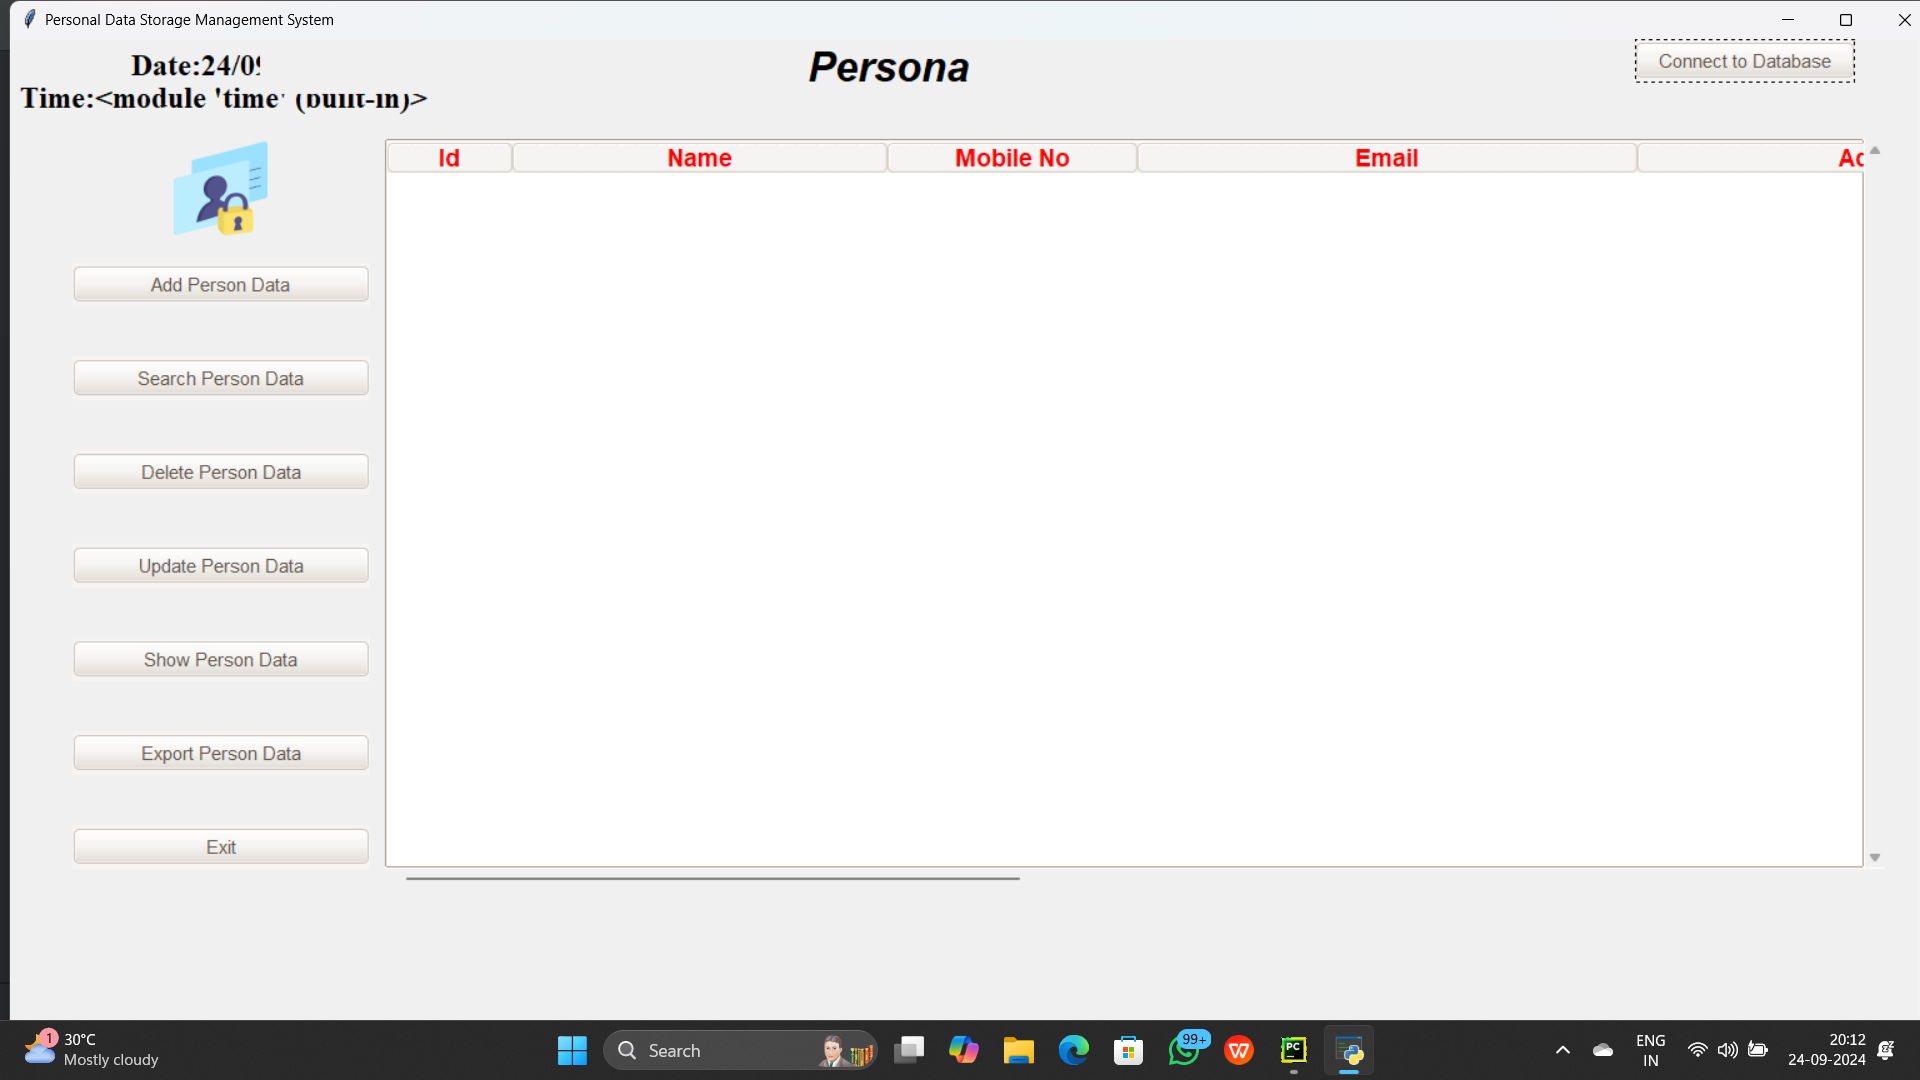 Personal Data Storage Management System
Date:24/09
Time:<module 'time' (built-in)>
Persona
Connect to Database
Id Name Mobile No Email
Add Person Data
Search Person Data
Delete Person Data
Update Person Data
Show Person Data
Export Person Data
Exit
1
30°C
Mostly cloudy
Search
99+
PC
ENG
IN
20:12
24-09-2024